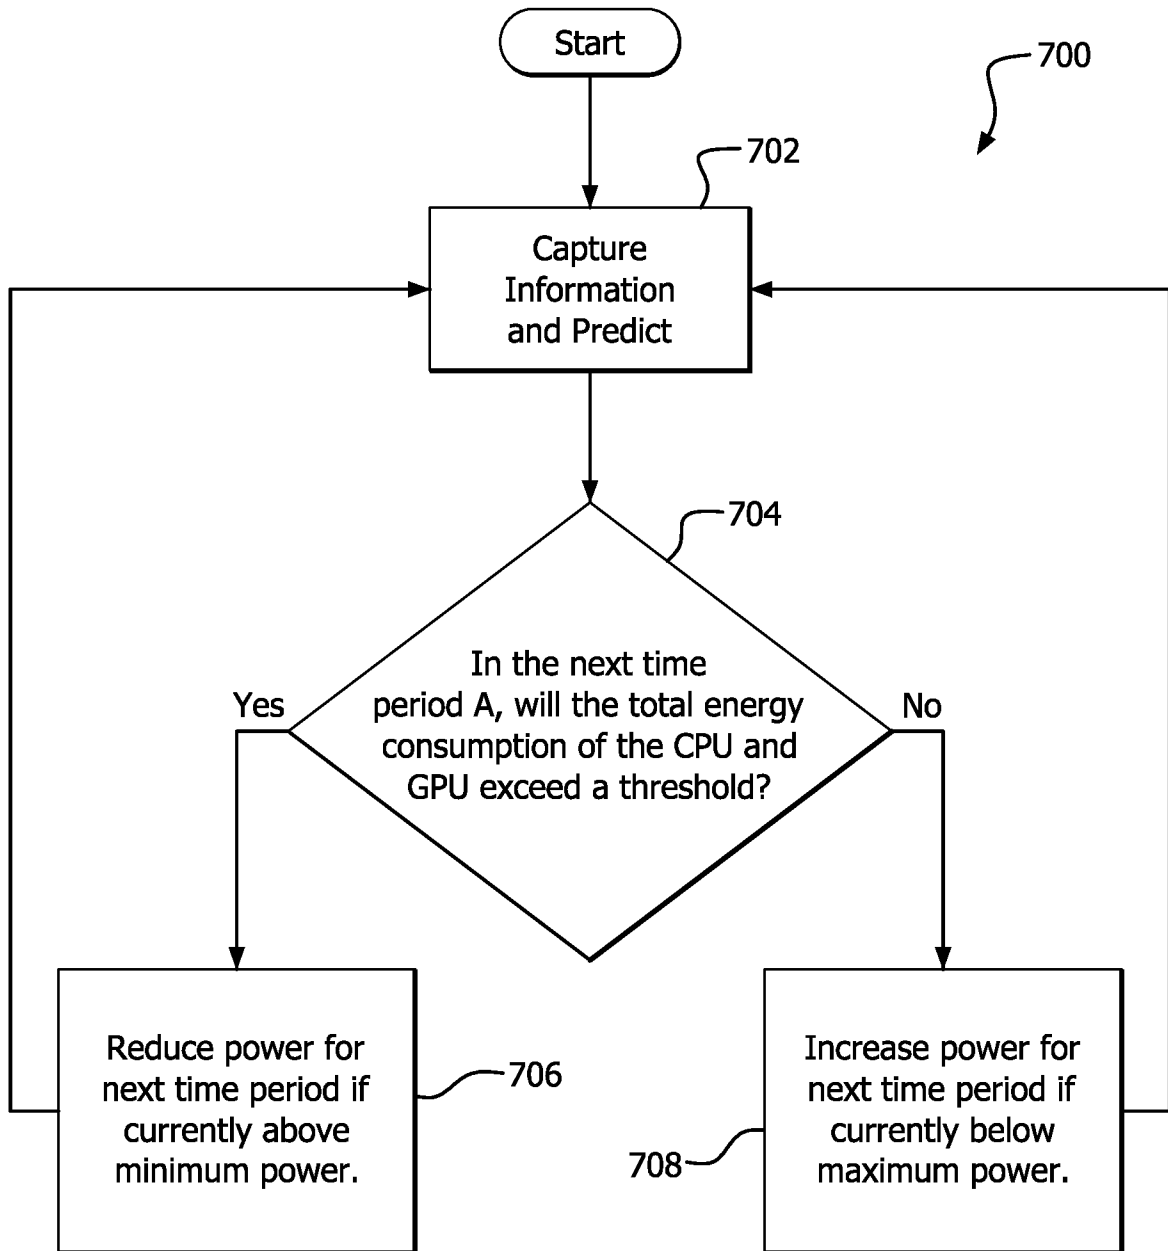 Start
700
702
Capture
Information
and Predict
704
In the next time
period A, will the total energy
consumption of the CPU and
GPU exceed a threshold?
Yes
No
Reduce power for
next time period if
currently above
minimum power.
706
Increase power for
next time period if
currently below
maximum power.
708